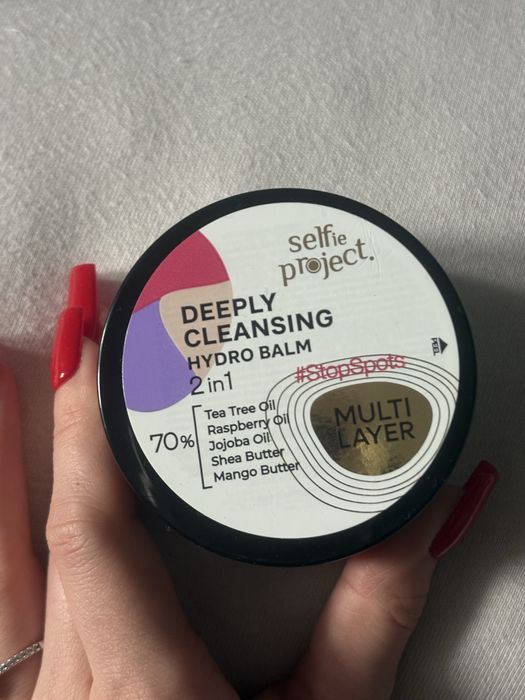 selfie
project.
DEEPLY
CLEANSING
HYDRO BALM
2 in 1
#StopSpots
PEEL
70%
Tea Tree Oil
Raspberry Oil
Jojoba Oil
Shea Butter
Mango Butter
MULTI
LAYER